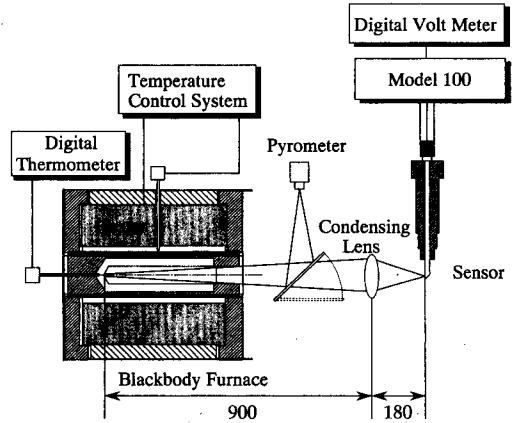 Digital Volt Meter
Model 100
Temperature
Control System
Digital
Thermometer
Pyrometer
Condensing
Lens
Sensor
Blackbody Furnace
900
180